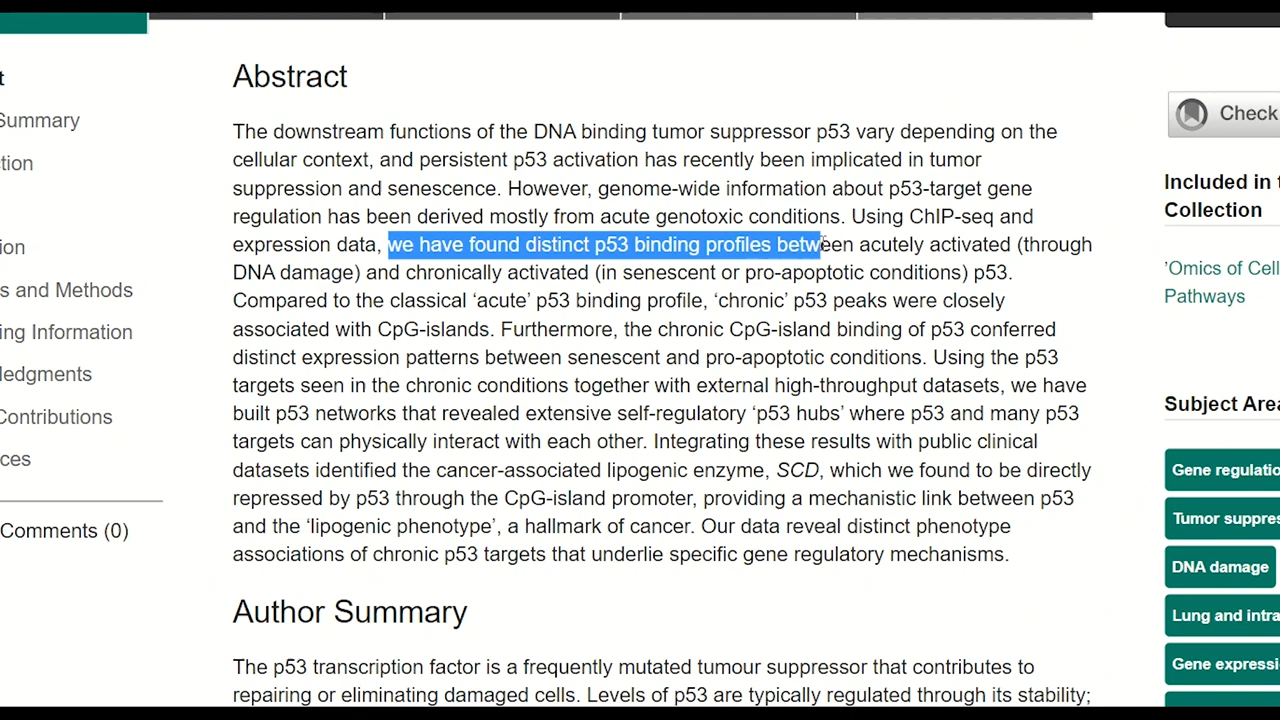 Abstract
The downstream functions of the DNA binding tumor suppressor p53 vary depending on the
cellular context, and persistent p53 activation has recently been implicated in tumor
suppression and senescence. However, genome-wide information about p53-target gene
regulation has been derived mostly from acute genotoxic conditions. Using ChIP-seq and
expression data, we have found distinct p53 binding profiles between acutely activated (through
DNA damage) and chronically activated (in senescent or pro-apoptotic conditions) p53.
Compared to the classical ‘acute’ p53 binding profile, ‘chronic’ p53 peaks were closely
associated with CpG-islands. Furthermore, the chronic CpG-island binding of p53 conferred
distinct expression patterns between senescent and pro-apoptotic conditions. Using the p53
targets seen in the chronic conditions together with external high-throughput datasets, we have
built p53 networks that revealed extensive self-regulatory ‘p53 hubs’ where p53 and many p53
targets can physically interact with each other. Integrating these results with public clinical
datasets identified the cancer-associated lipogenic enzyme, SCD, which we found to be directly
repressed by p53 through the CpG-island promoter, providing a mechanistic link between p53
and the ‘lipogenic phenotype’, a hallmark of cancer. Our data reveal distinct phenotype
associations of chronic p53 targets that underlie specific gene regulatory mechanisms.
Author Summary
The p53 transcription factor is a frequently mutated tumour suppressor that contributes to
repairing or eliminating damaged cells. Levels of p53 are typically regulated through its stability;
t
Summary
ction
ion
s and Methods
ing Information
ledgments
Contributions
ces
Comments (0)
Check
Included in t
Collection
’Omics of Cell
Pathways
Subject Area
Gene regulatio
Tumor suppres
DNA damage
Lung and intra
Gene expressi